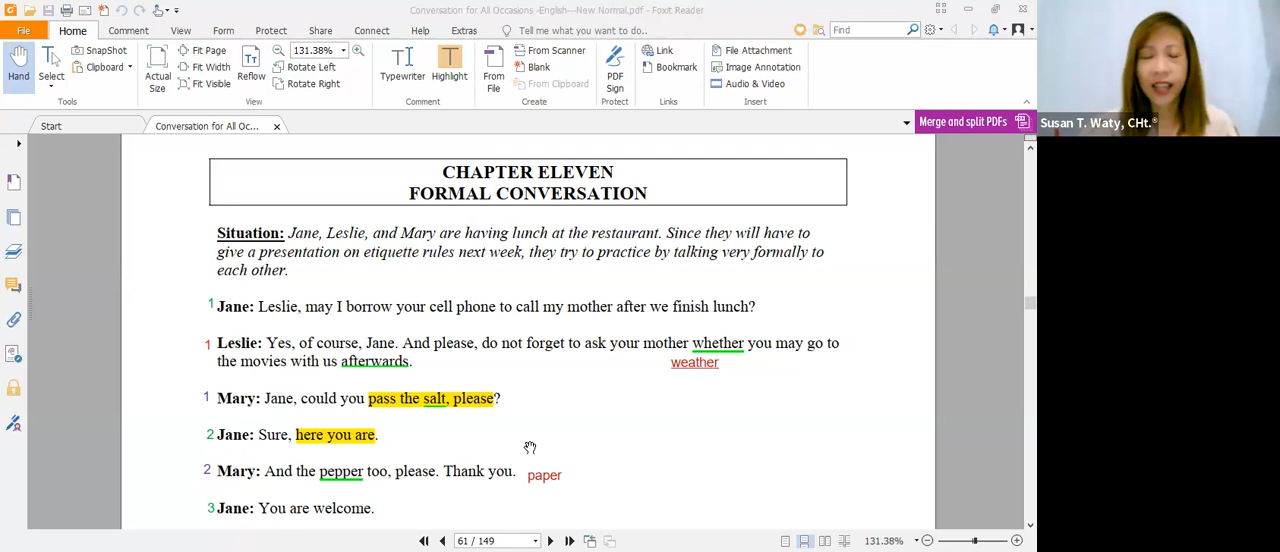 Conversation for All Occasions -English---New Normal.pdf - Foxit Reader
File Home Comment View Form Protect Share Connect Help Extras Tell me what you want to do.. Find
SnapShot Fit Page 131.38% Rotate Left From Scanner Link File Attachment
Clipboard Fit Width Rotate Right Blank Bookmark Image Annotation
Hand Select Actual Size Fit Visible Reflow Typewriter Highlight From File From Clipboard PDF Sign Audio & Video
Tools View Comment Create Protect Links Insert
Start Conversation for All Oc... Merge and split PDFs
Susan T. Waty, CHt.®
CHAPTER ELEVEN
FORMAL CONVERSATION
Situation: Jane, Leslie, and Mary are having lunch at the restaurant. Since they will have to
give a presentation on etiquette rules next week, they try to practice by talking very formally to
each other.
1 Jane: Leslie, may I borrow your cell phone to call my mother after we finish lunch?
1 Leslie: Yes, of course, Jane. And please, do not forget to ask your mother whether you may go to
the movies with us afterwards. weather
1 Mary: Jane, could you pass the salt, please?
2 Jane: Sure, here you are.
2 Mary: And the pepper too, please. Thank you. paper
3 Jane: You are welcome.
61 / 149 131.38%